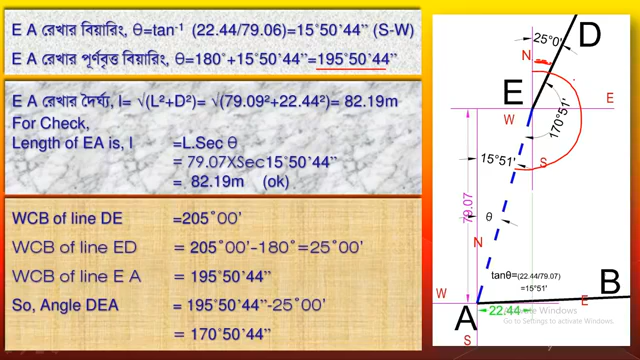 E A রেখার বিয়ারিং, θ=tan⁻¹ (22.44/79.06)=15°50'44" (S-W)
E A রেখার পূর্ণবৃত্ত বিয়ারিং, θ=180°+15°50'44"=195°50'44"
E A রেখার দৈর্ঘ্য, l= √(L²+D²)= √(79.09²+22.44²)= 82.19m
For Check,
Length of EA is, l =L.Sec θ
= 79.07XSec15°50'44"
= 82.19m (ok)
WCB of line DE =205°00'
WCB of line ED = 205°00'-180°=25°00'
WCB of line E A = 195°50'44"
So, Angle DEA = 195°50'44"-25°00'
= 170°50'44"
25°0'
D
N
E
E
W
170°51'
15°51'
S
79.07
θ
N
tanθ=(22.44/79.07)
=15°51'
W
B
E
A
22.44
S
Activate Windows
Go to Settings to activate Windows.